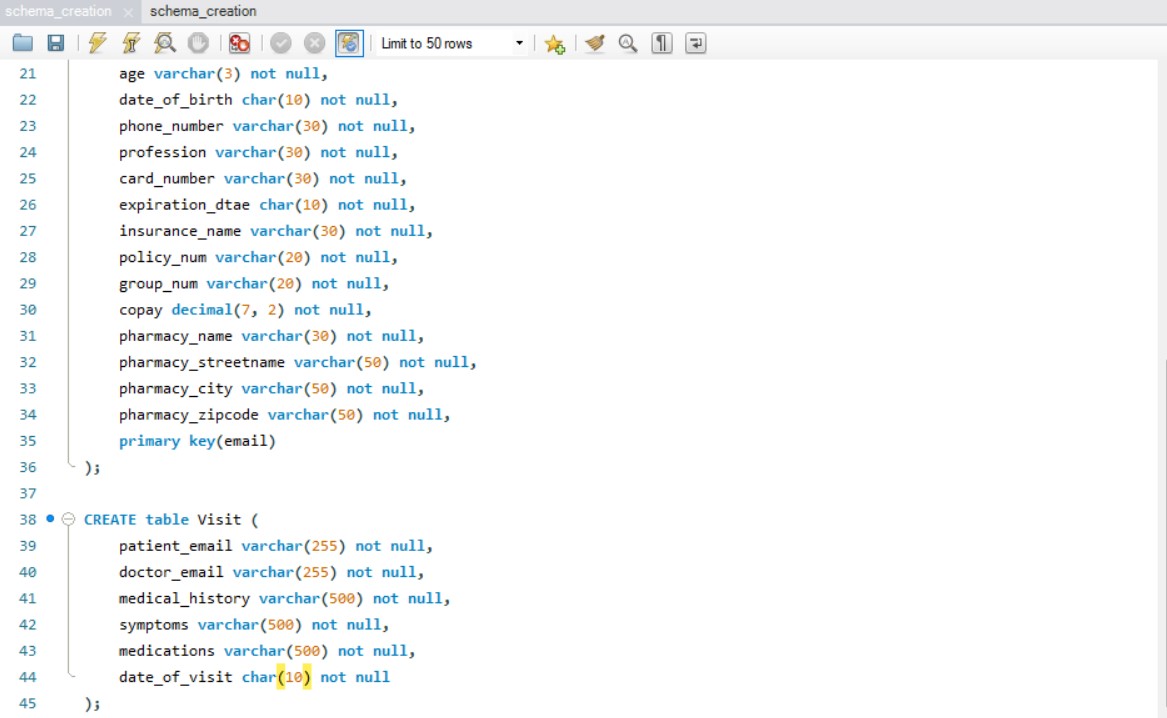 schema_creation × schema_creation
Limit to 50 rows
21 age varchar(3) not null,
22 date_of_birth char(10) not null,
23 phone_number varchar(30) not null,
24 profession varchar(30) not null,
25 card_number varchar(30) not null,
26 expiration_dtae char(10) not null,
27 insurance_name varchar(30) not null,
28 policy_num varchar(20) not null,
29 group_num varchar(20) not null,
30 copay decimal(7, 2) not null,
31 pharmacy_name varchar(30) not null,
32 pharmacy_streetname varchar(50) not null,
33 pharmacy_city varchar(50) not null,
34 pharmacy_zipcode varchar(50) not null,
35 primary key(email)
36 );
37
38 CREATE table Visit (
39 patient_email varchar(255) not null,
40 doctor_email varchar(255) not null,
41 medical_history varchar(500) not null,
42 symptoms varchar(500) not null,
43 medications varchar(500) not null,
44 date_of_visit char(10) not null
45 );